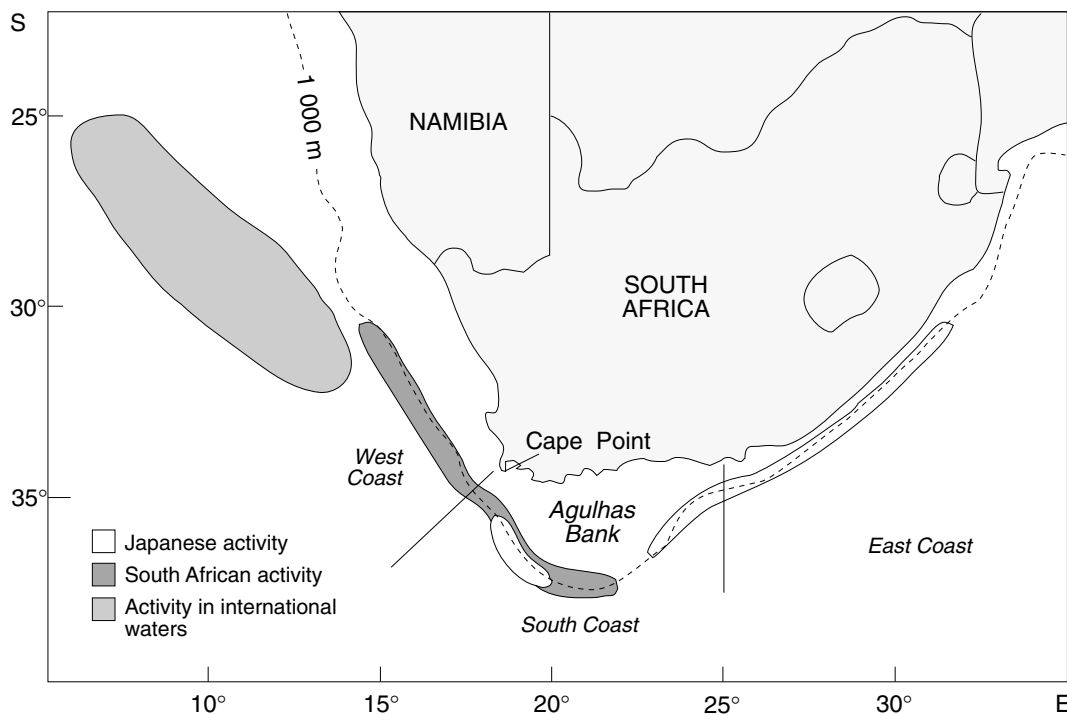 S
25°
30°
35°
1 000 m
NAMIBIA
SOUTH
AFRICA
Cape Point
West
Coast
Agulhas
Bank
East Coast
South Coast
Japanese activity
South African activity
Activity in international
waters
10°
15°
20°
25°
30°
E